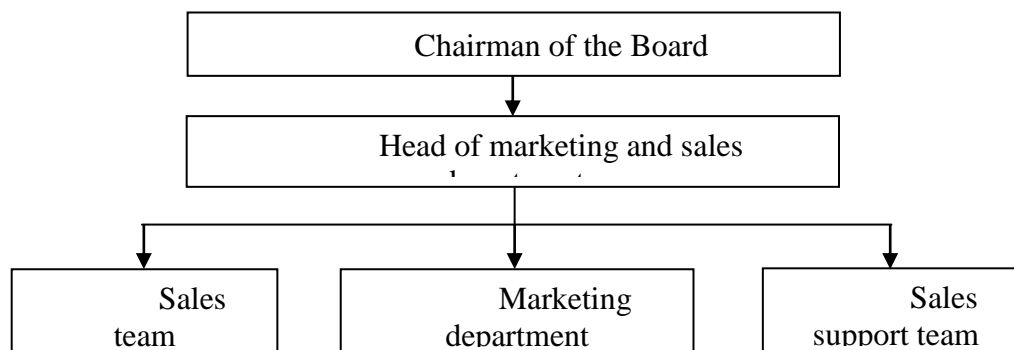 Chairman of the Board
Head of marketing and sales
Sales
team
Marketing
department
Sales
support team